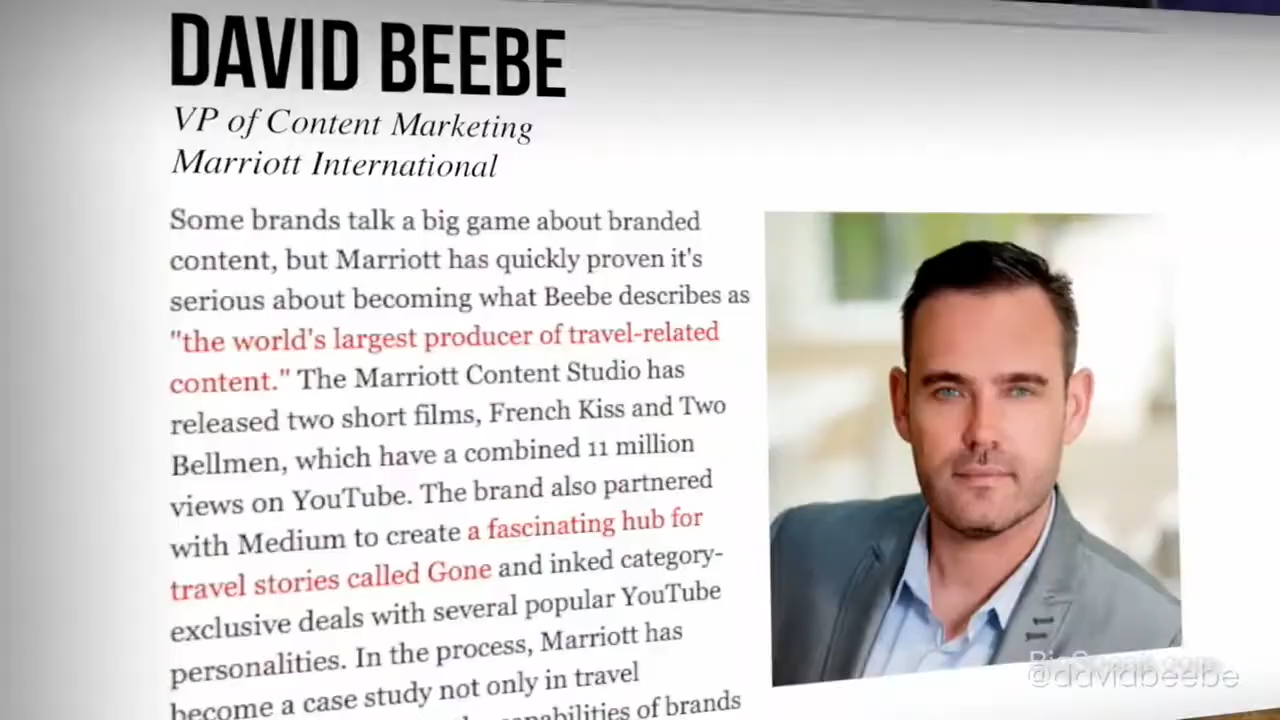 DAVID BEEBE
VP of Content Marketing
Marriott International
Some brands talk a big game about branded
content, but Marriott has quickly proven it's
serious about becoming what Beebe describes as
"the world's largest producer of travel-related
content." The Marriott Content Studio has
released two short films, French Kiss and Two
Bellmen, which have a combined 11 million
views on YouTube. The brand also partnered
with Medium to create a fascinating hub for
travel stories called Gone and inked category-
exclusive deals with several popular YouTube
personalities. In the process, Marriott has
become a case study not only in travel
capabilities of brands
@davidbeebe